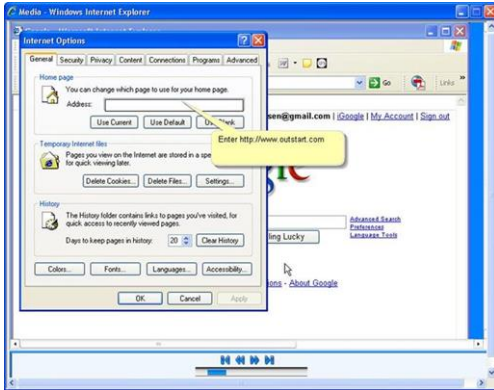 Media - Windows Internet Explorer
Internet Options
General Security Privacy Content Connections Programs Advanced
Home page
You can change which page to use for your home page.
Address:
Use Current Use Default
Enter http://www.outstart.com
Temporary Internet files
Pages you view on the Internet are stored in a
for quick viewing later.
Delete Cookies... Delete Files... Settings...
History
The History folder contains links to pages you've visited, for
quick access to recently viewed pages.
Days to keep pages in history: 20 Clear History
Colors... Fonts... Languages... Accessibility...
OK Cancel Apply
Go Links »
sen@gmail.com | iGoogle | My Account | Sign out
Advanced Search
Preferences
Language Tools
ling Lucky
ions - About Google